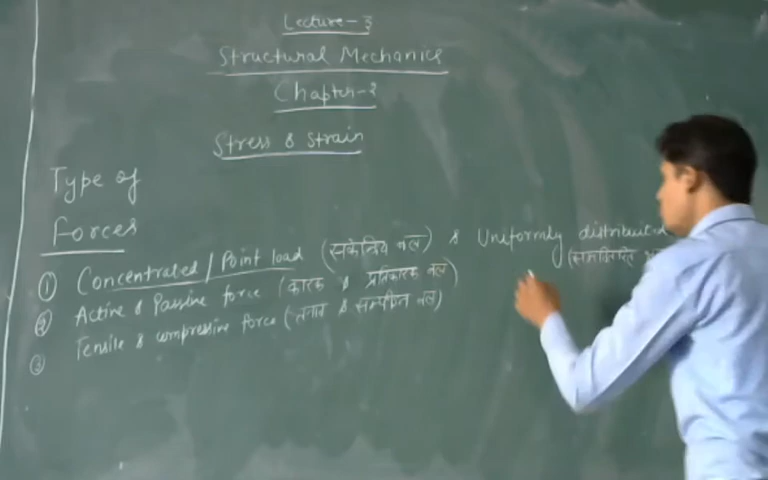 Lecture-3
Structural Mechanics
Chapter-2
Stress & Strain
Type of
Forces
① Concentrated / Point load (संकेन्द्रिय बल) & Uniformly distributed
② Active & Passive force (कारक & प्रतिकारक बल)
③ Tensile & compressive force (तनाव & सम्पीडन बल)